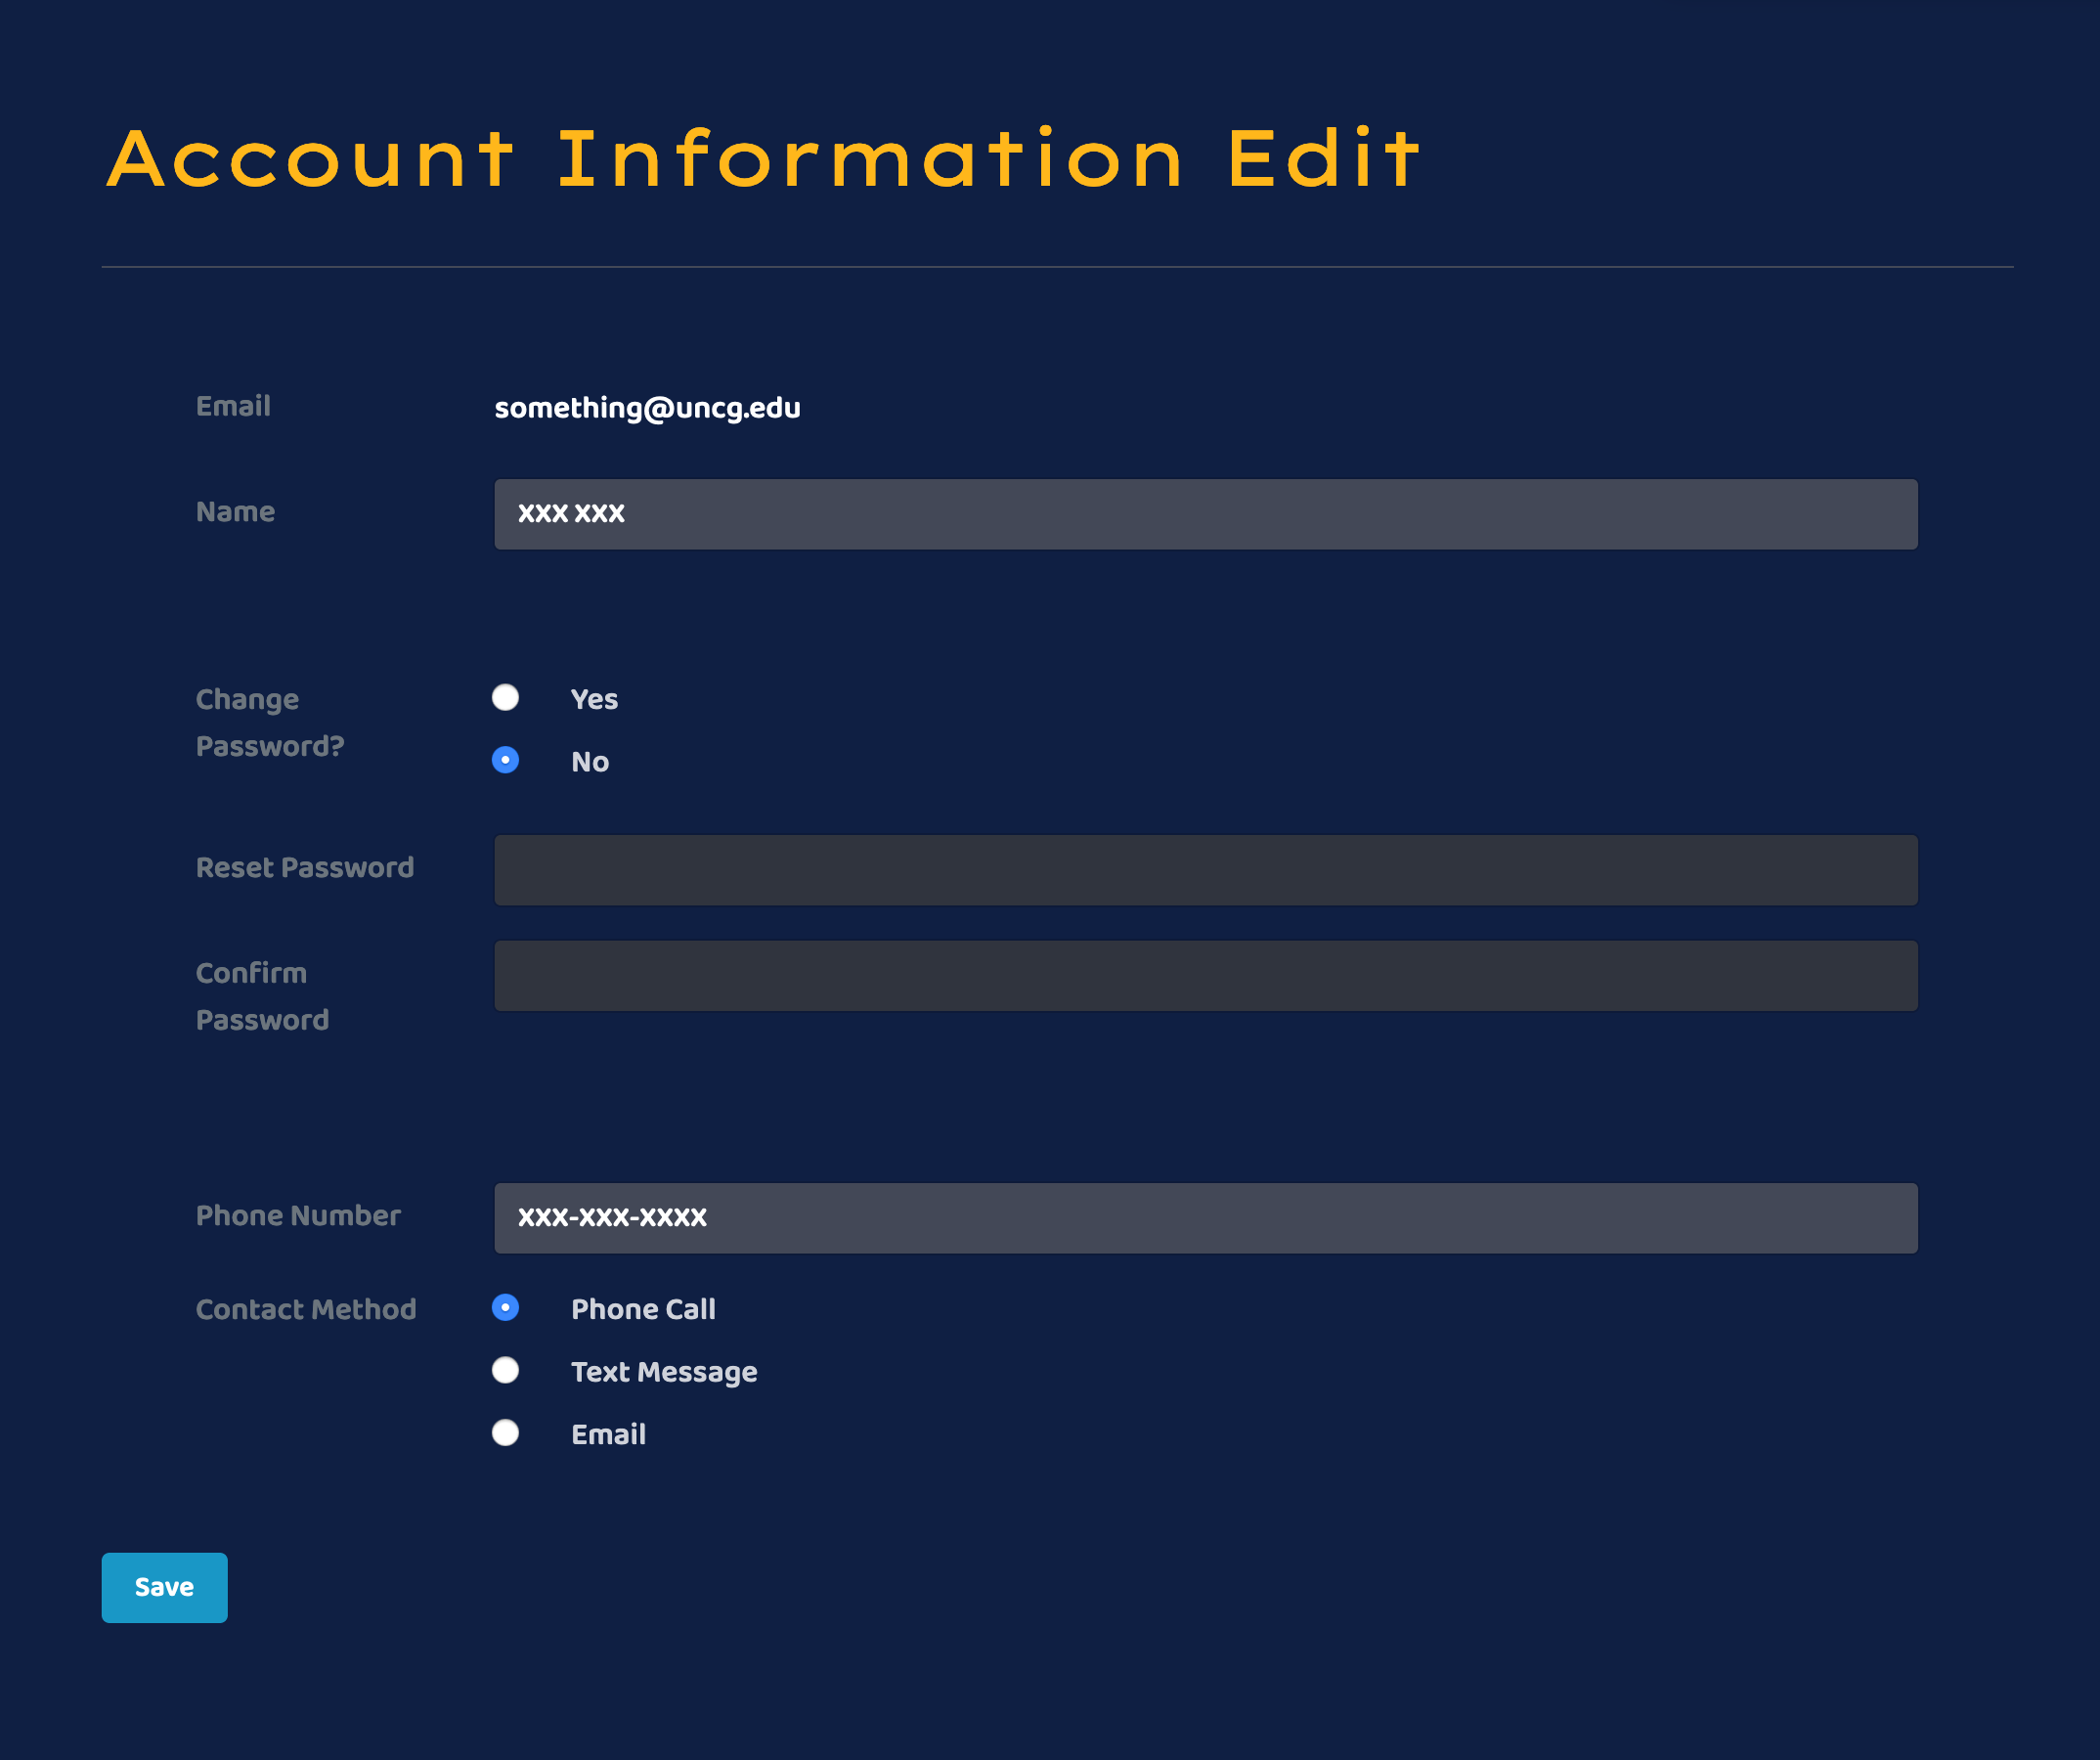 Account Information Edit
Email
something@uncg.edu
Name
xxx xxx
Change
Password?
Yes
No
Reset Password
Confirm
Password
Phone Number
xxx-xxx-xxxx
Contact Method
Phone Call
Text Message
Email
Save